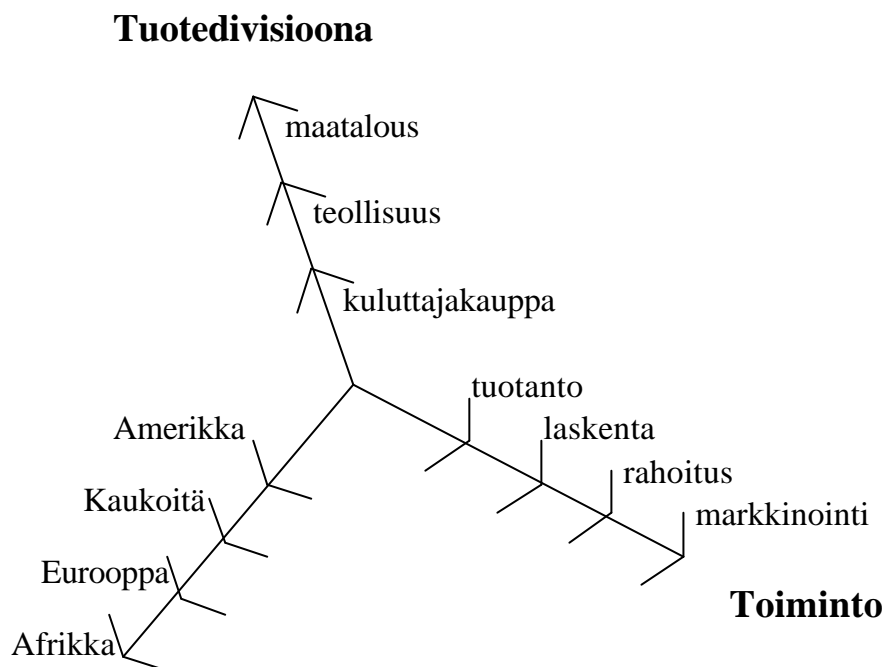 Tuotedivisioona
maatalous
teollisuus
kuluttajakauppa
tuotanto
Amerikka
laskenta
rahoitus
Kaukoitä
markkinointi
Eurooppa
Toiminto
Afrikka